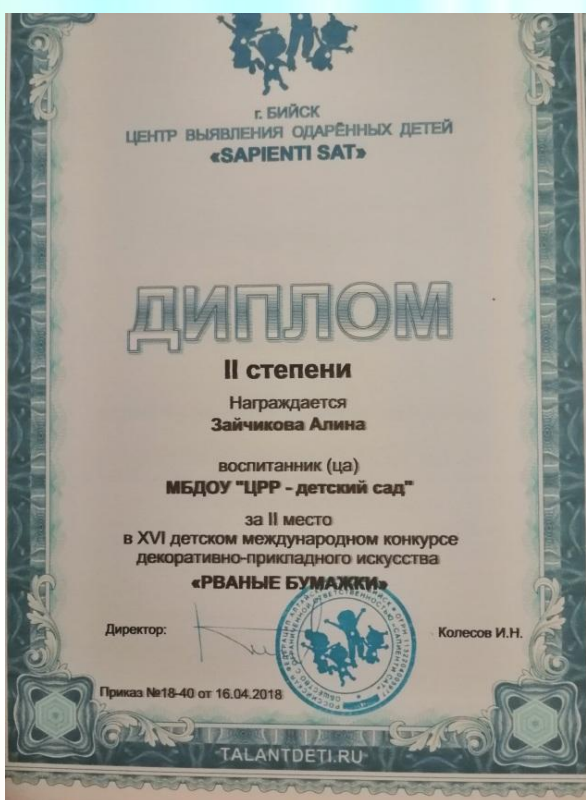 г. БИЙСК
ЦЕНТР ВЫЯВЛЕНИЯ ОДАРЁННЫХ ДЕТЕЙ
«SAPIENTI SAT»
ДИПЛОМ
II степени
Награждается
Зайчикова Алина
воспитанник (ца)
МБДОУ "ЦРР - детский сад"
за II место
в XVI детском международном конкурсе
декоративно-прикладного искусства
«РВАНЫЕ БУМАЖКИ»
Директор:
Колесов И.Н.
Приказ №18-40 от 16.04.2018
TALANTDETI.RU